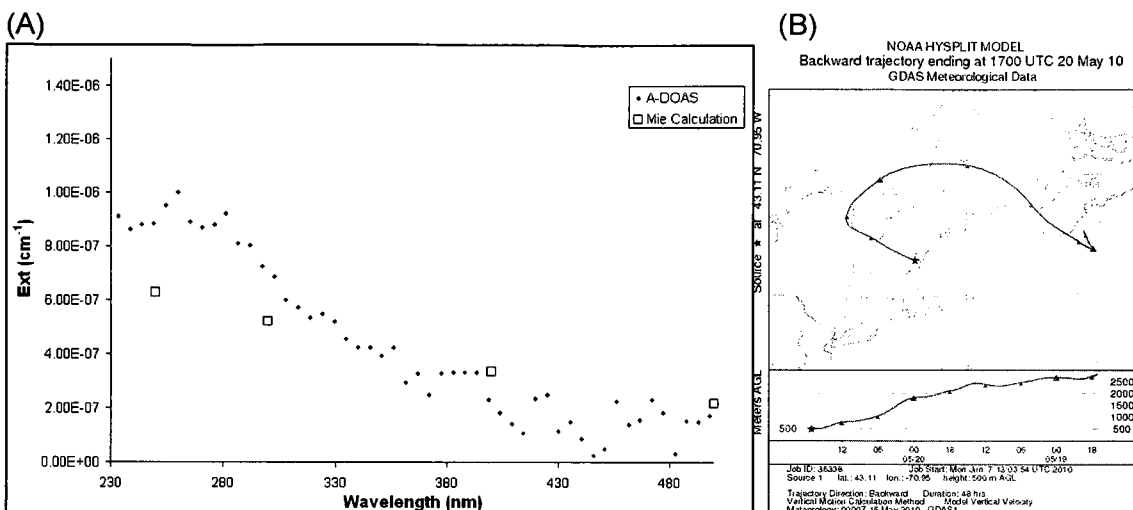 (A)
1.40E-06
1.20E-06
1.00E-06
8.00E-07
6.00E-07
4.00E-07
2.00E-07
0.00E+00
Ext (cm⁻¹)
230 280 330 380 430 480
Wavelength (nm)
A-DOAS
Mie Calculation
(B)
NOAA HYSPLIT MODEL
Backward trajectory ending at 1700 UTC 20 May 10
GDAS Meteorological Data
Source ★ at 43.11 N 70.95 W
Meters AGL
500
2500
2000
1500
1000
500
12 06 00 18 12 06 00 18
05/20 05/19
Job ID: Job Start: Mon Jun 7 13:03:54 UTC 2010
Source 1 lat.: 43.11 lon.: -70.95 height: 500 m AGL
Trajectory Direction: Backward Duration: 48 hrs
Vertical Motion Calculation Method Model Vertical Velocity
Meteorology: 0000Z 15 May 2010 - GDAS1